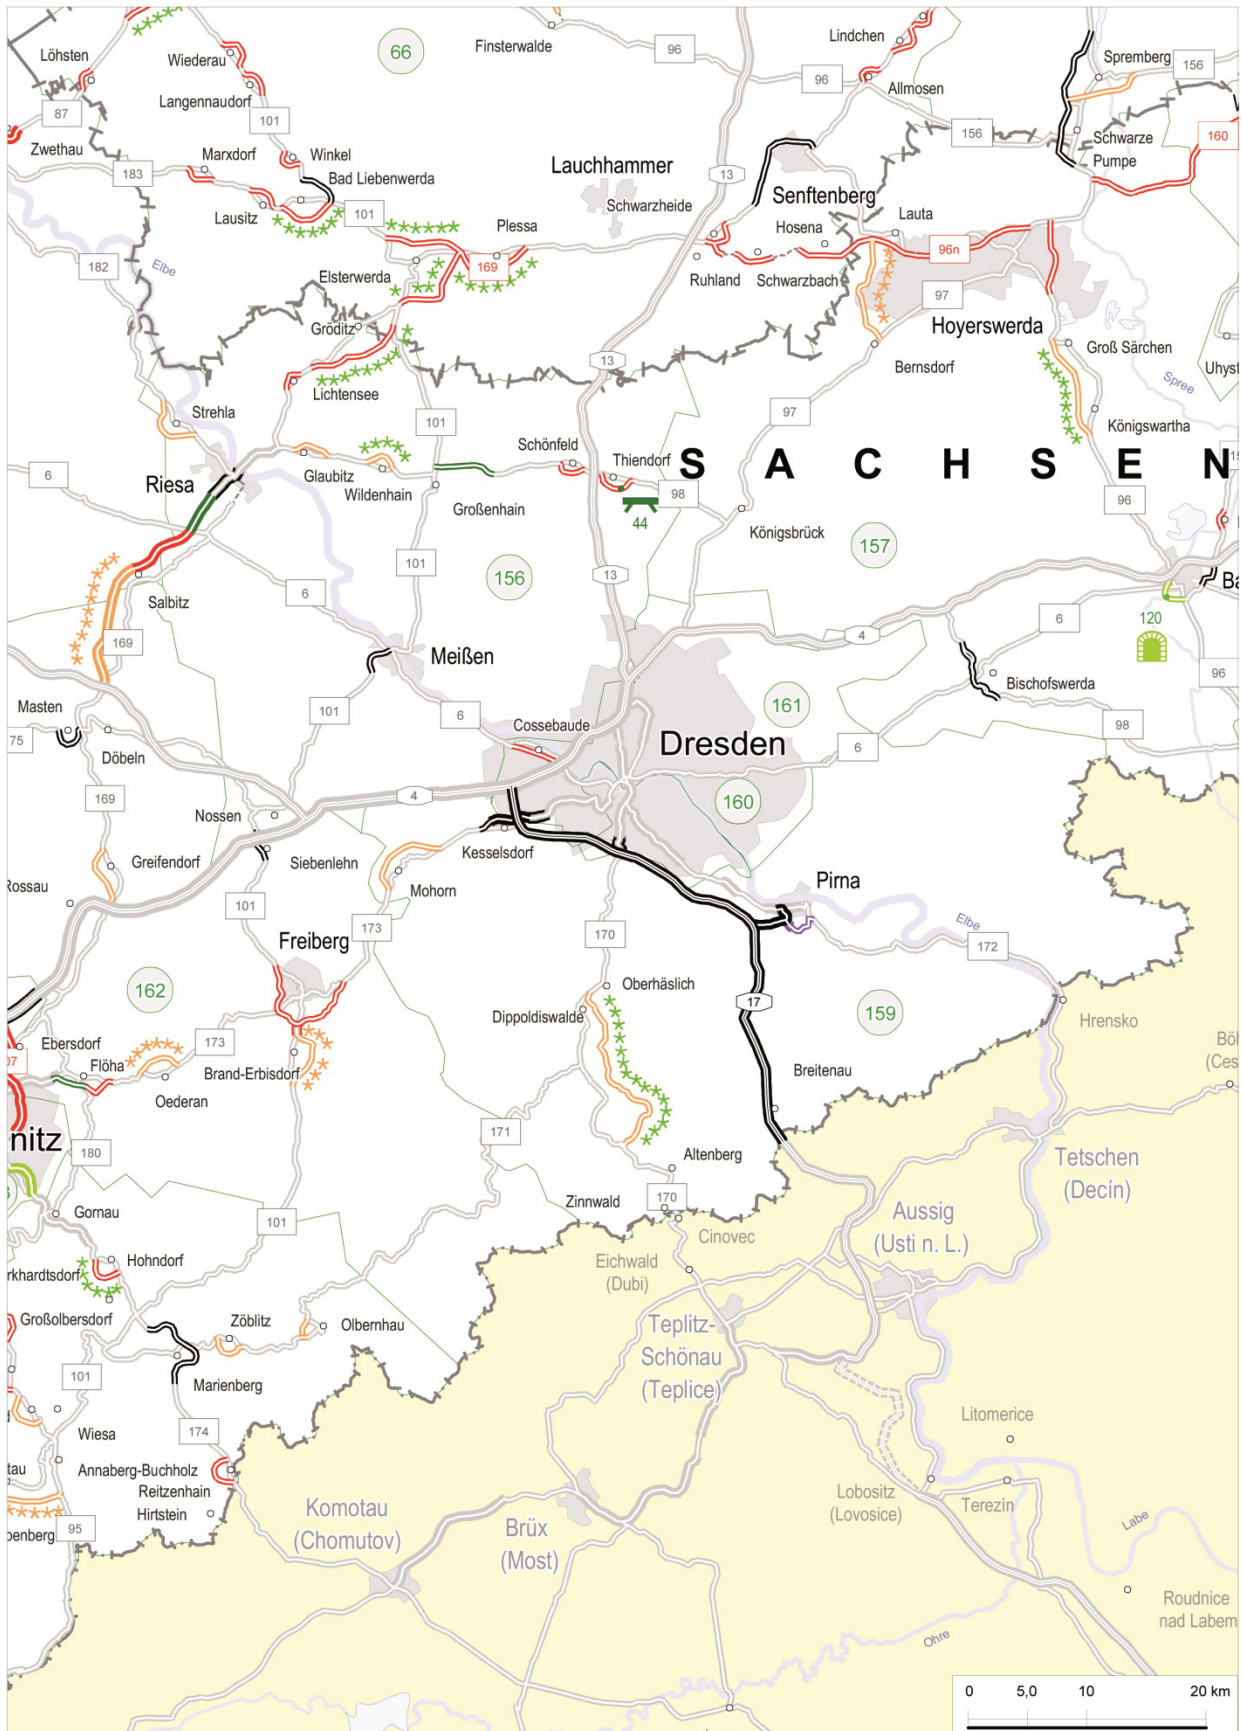 Löhsten
Wiederau
66
Finsterwalde
96
Lindchen
Spremberg
156
Langennaudorf
96
Allmosen
87
101
156
Schwarze
Pumpe
160
Zwethau
Marxdorf
Winkel
183
Bad Liebenwerda
Lauchhammer
13
Senftenberg
Schwarzheide
Lausitz
101
Plessa
Hosena
Lauta
96n
182
Elbe
Elsterwerda
169
Ruhland
Schwarzbach
97
Gröditz
Hoyerswerda
13
Bernsdorf
Groß Särchen
Uhyst
Spree
Lichtensee
Strehla
101
97
Königswartha
Schönfeld
Thiendorf
SACHSEN
6
Riesa
Glaubitz
Wildenhain
98
96
Großenhain
44
Königsbrück
157
101
156
13
Salbitz
6
4
6
120
169
Meißen
Bischofswerda
96
Masten
101
6
161
98
75
Cossebaude
Dresden
6
Döbeln
169
4
160
Nossen
Greifendorf
Siebenlehn
Kesselsdorf
Mohorn
Pirna
Rossau
101
173
Elbe
Freiberg
170
172
162
Oberhäslich
17
159
Dippoldiswalde
Hrensko
Ebersdorf
173
Flöha
Brand-Erbisdorf
Breitenau
Oederan
nitz
180
171
Altenberg
Tetschen
(Decín)
Zinnwald
170
Gornau
101
Cinovec
Aussig
(Usti n. L.)
Hohndorf
Eichwald
(Dubi)
rkhardtsdorf
Großolbersdorf
Zöblitz
Olbernhau
Teplitz-
Schönau
(Teplice)
101
Marienberg
Wiesa
174
Litomerice
Annaberg-Buchholz
Reitzenhain
Hirtstein
Komotau
(Chomutov)
Lobositz
(Lovosice)
Terezín
95
Brüx
(Most)
Labe
Roudnice
nad Labem
Ohre
0 5,0 10 20 km